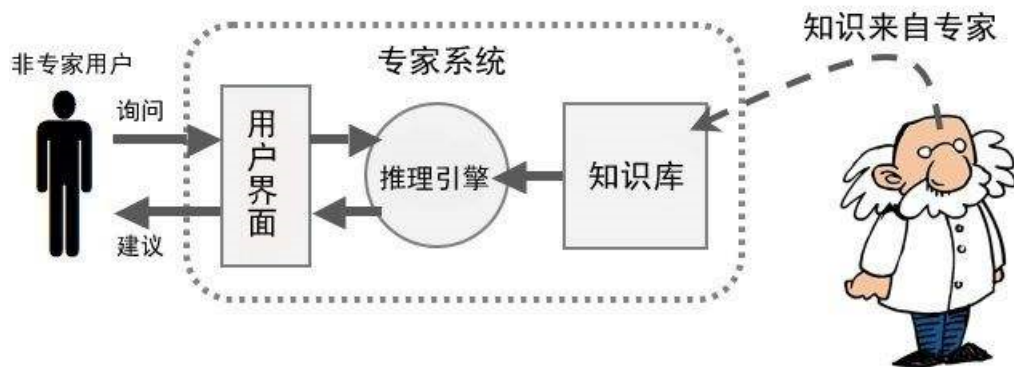 知识来自专家
专家系统
非专家用户
询问
用户界面
推理引擎
知识库
建议